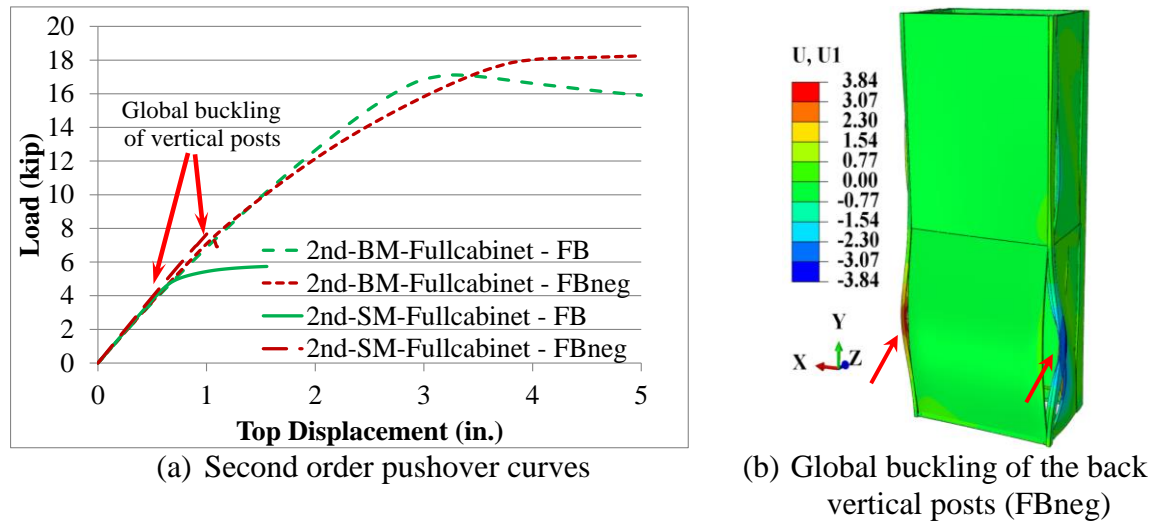 20
18
16
14
12
10
8
6
4
2
0
Load (kip)
Global buckling
of vertical posts
2nd-BM-Fullcabinet - FB
2nd-BM-Fullcabinet - FBneg
2nd-SM-Fullcabinet - FB
2nd-SM-Fullcabinet - FBneg
0 1 2 3 4 5
Top Displacement (in.)
(a) Second order pushover curves
U, U1
3.84
3.07
2.30
1.54
0.77
0.00
-0.77
-1.54
-2.30
-3.07
-3.84
Y
X Z
(b) Global buckling of the back
vertical posts (FBneg)